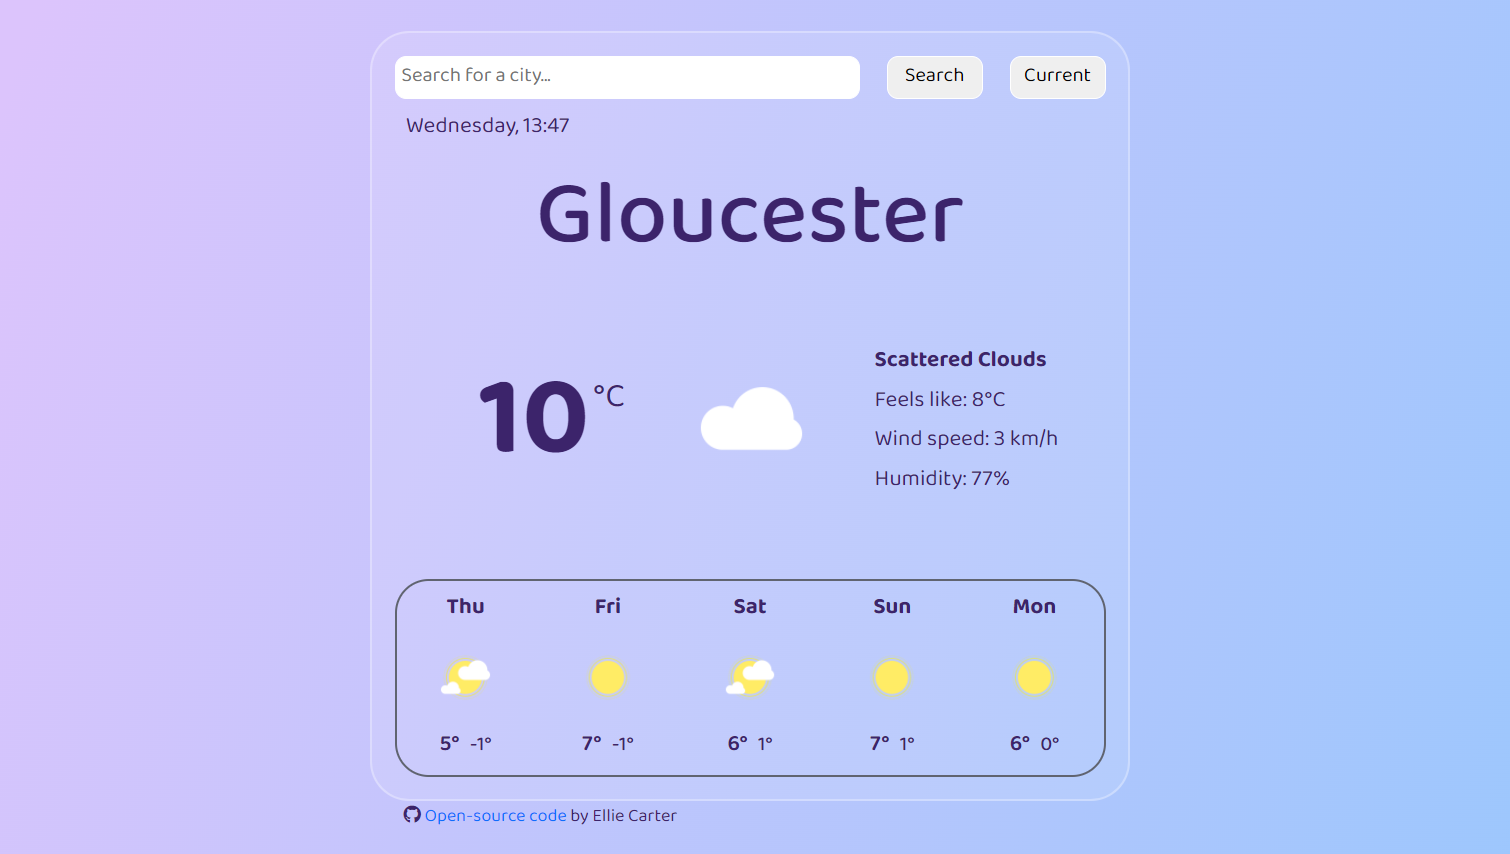 Search for a city...
Search
Current
Wednesday, 13:47
Gloucester
10 °C
Scattered Clouds
Feels like: 8°C
Wind speed: 3 km/h
Humidity: 77%
Thu Fri Sat Sun Mon
5° -1° 7° -1° 6° 1° 7° 1° 6° 0°
Open-source code by Ellie Carter